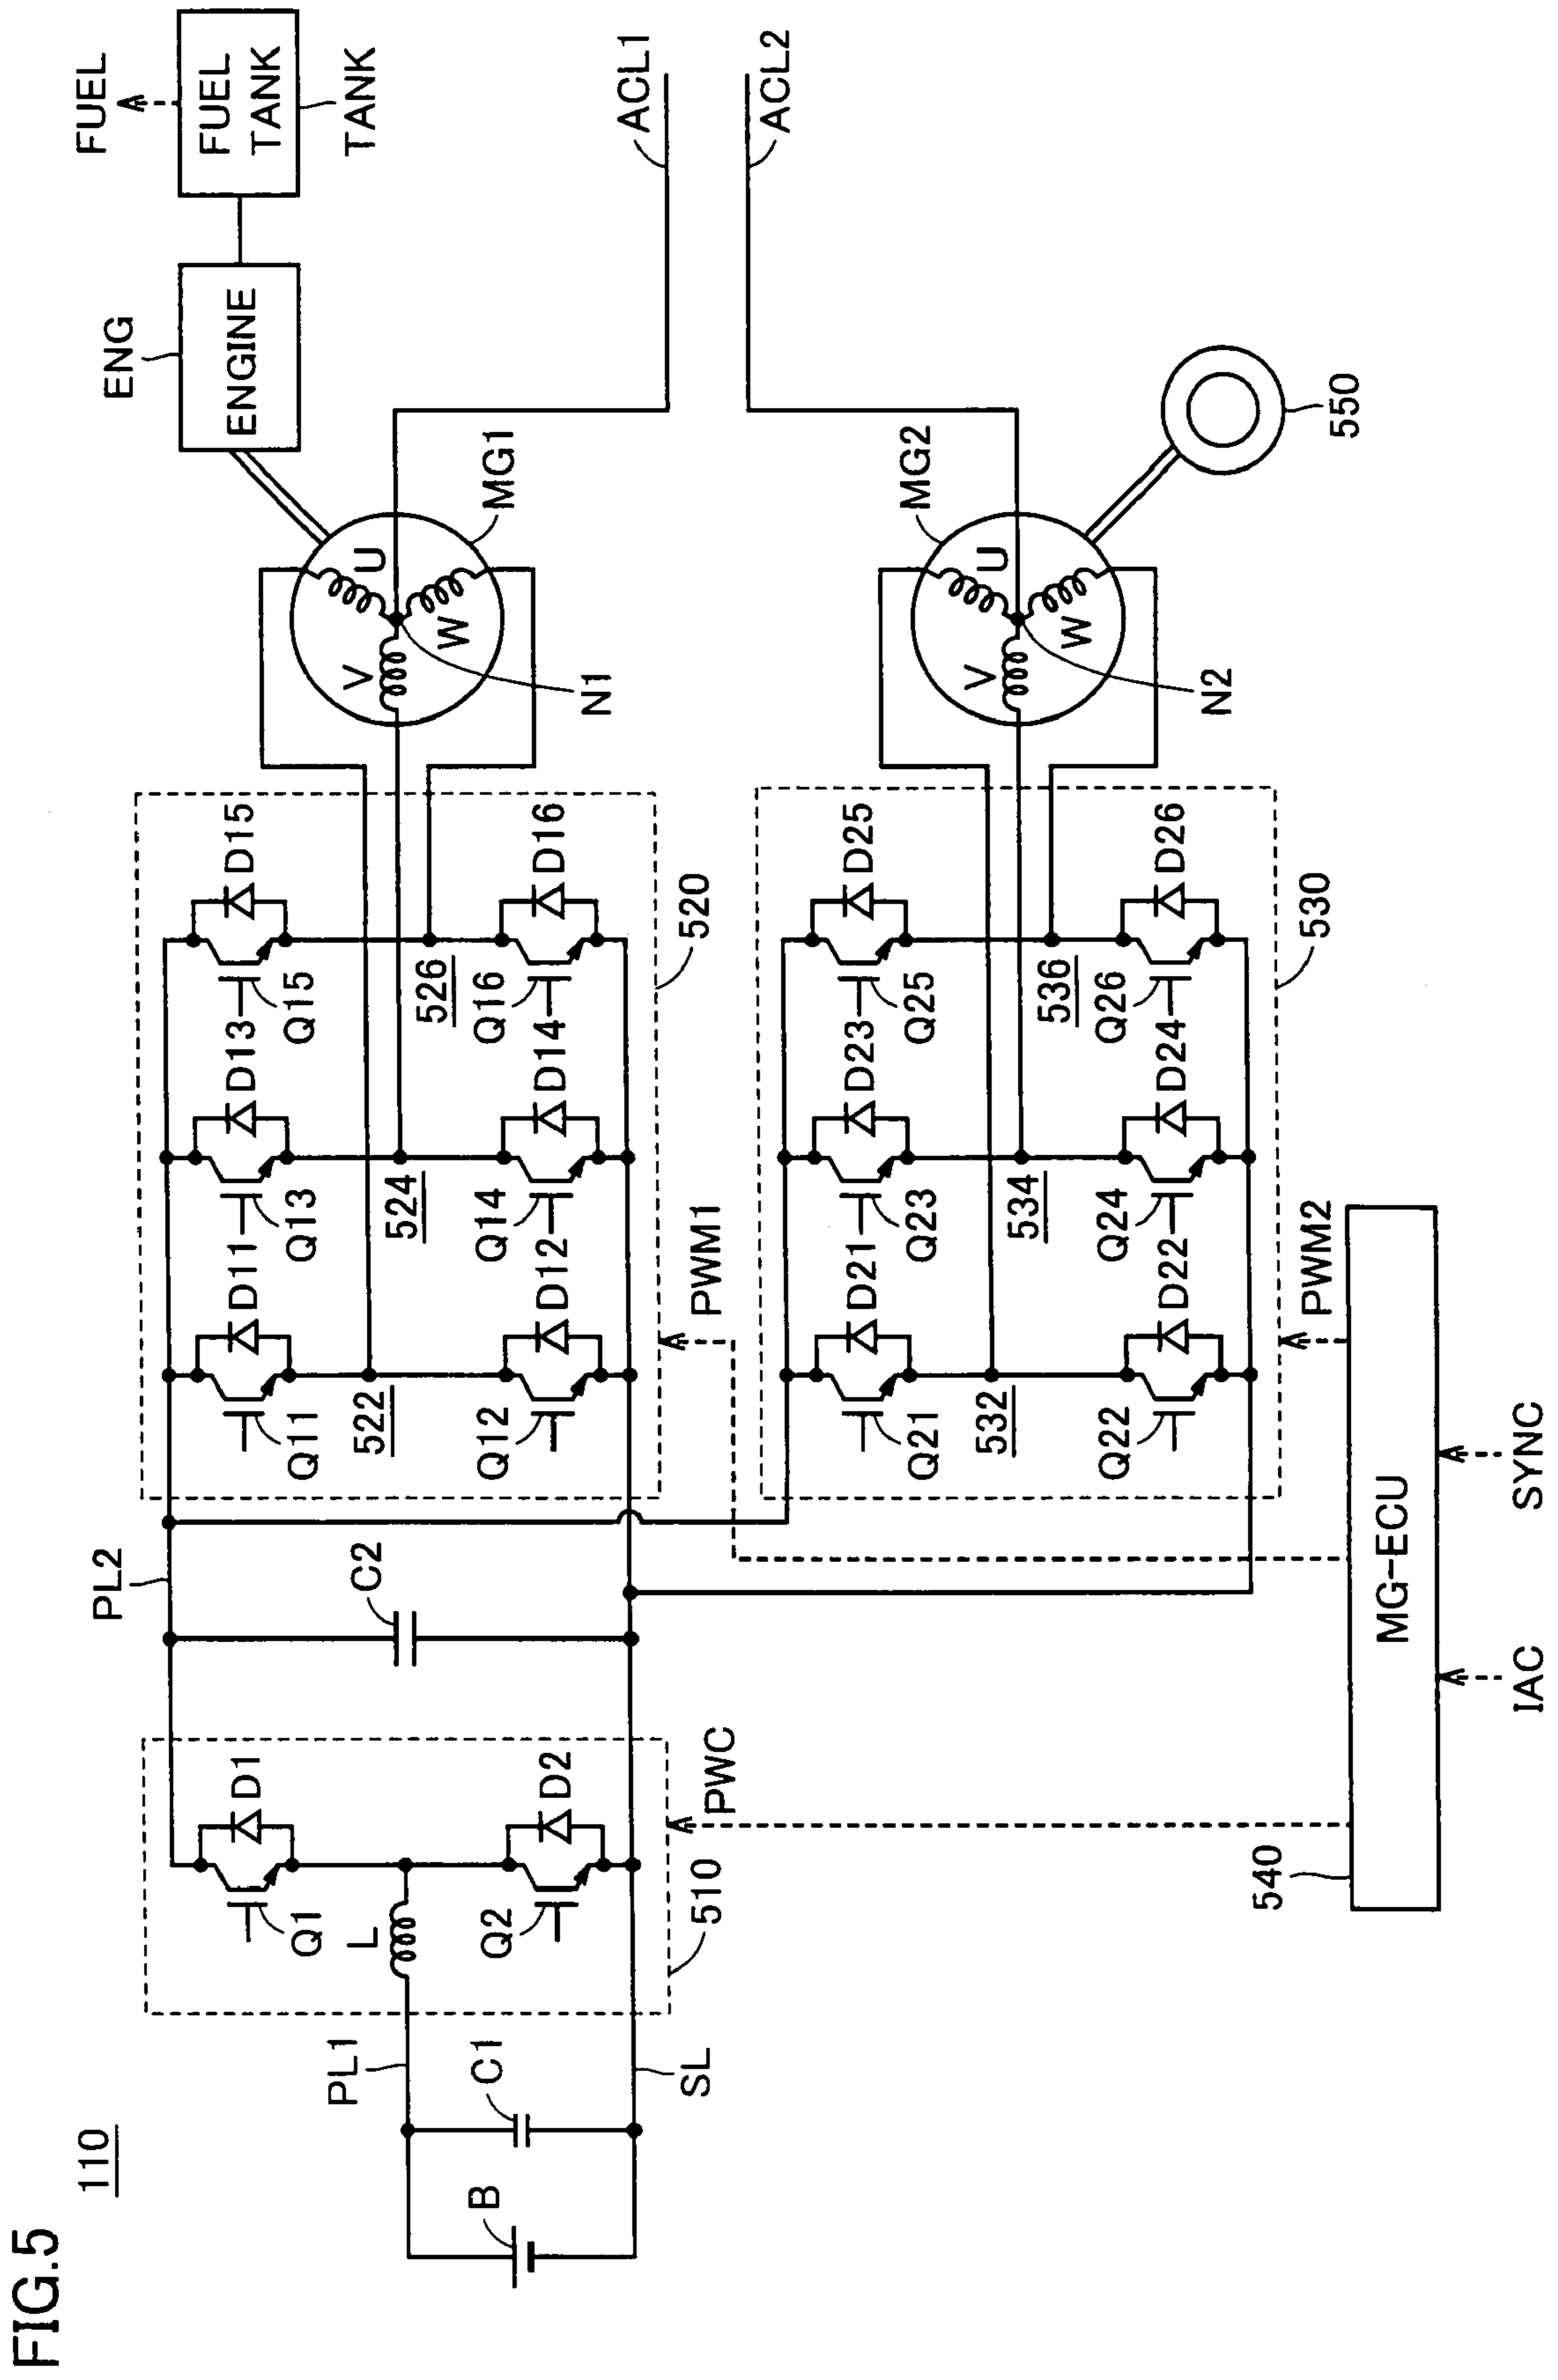 FIG.5
110
FUEL
FUEL
TANK
TANK
ENG
ENGINE
ACL1
ACL2
MG1
U
V
W
N1
MG2
U
V
W
N2
550
PL2
C2
D11
D13
D15
Q11
Q13
Q15
522
524
526
D12
D14
D16
Q12
Q14
Q16
520
PWM1
D21
D23
D25
Q21
Q23
Q25
532
534
536
D22
D24
D26
Q22
Q24
Q26
530
PWM2
D1
Q1
L
D2
Q2
510
PWC
PL1
C1
SL
B
540
MG-ECU
IAC
SYNC